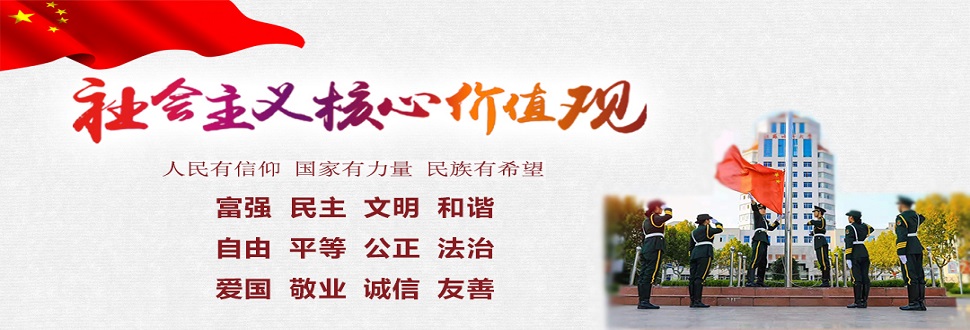 社会主义核心价值观
人民有信仰 国家有力量 民族有希望
富强 民主 文明 和谐
自由 平等 公正 法治
爱国 敬业 诚信 友善